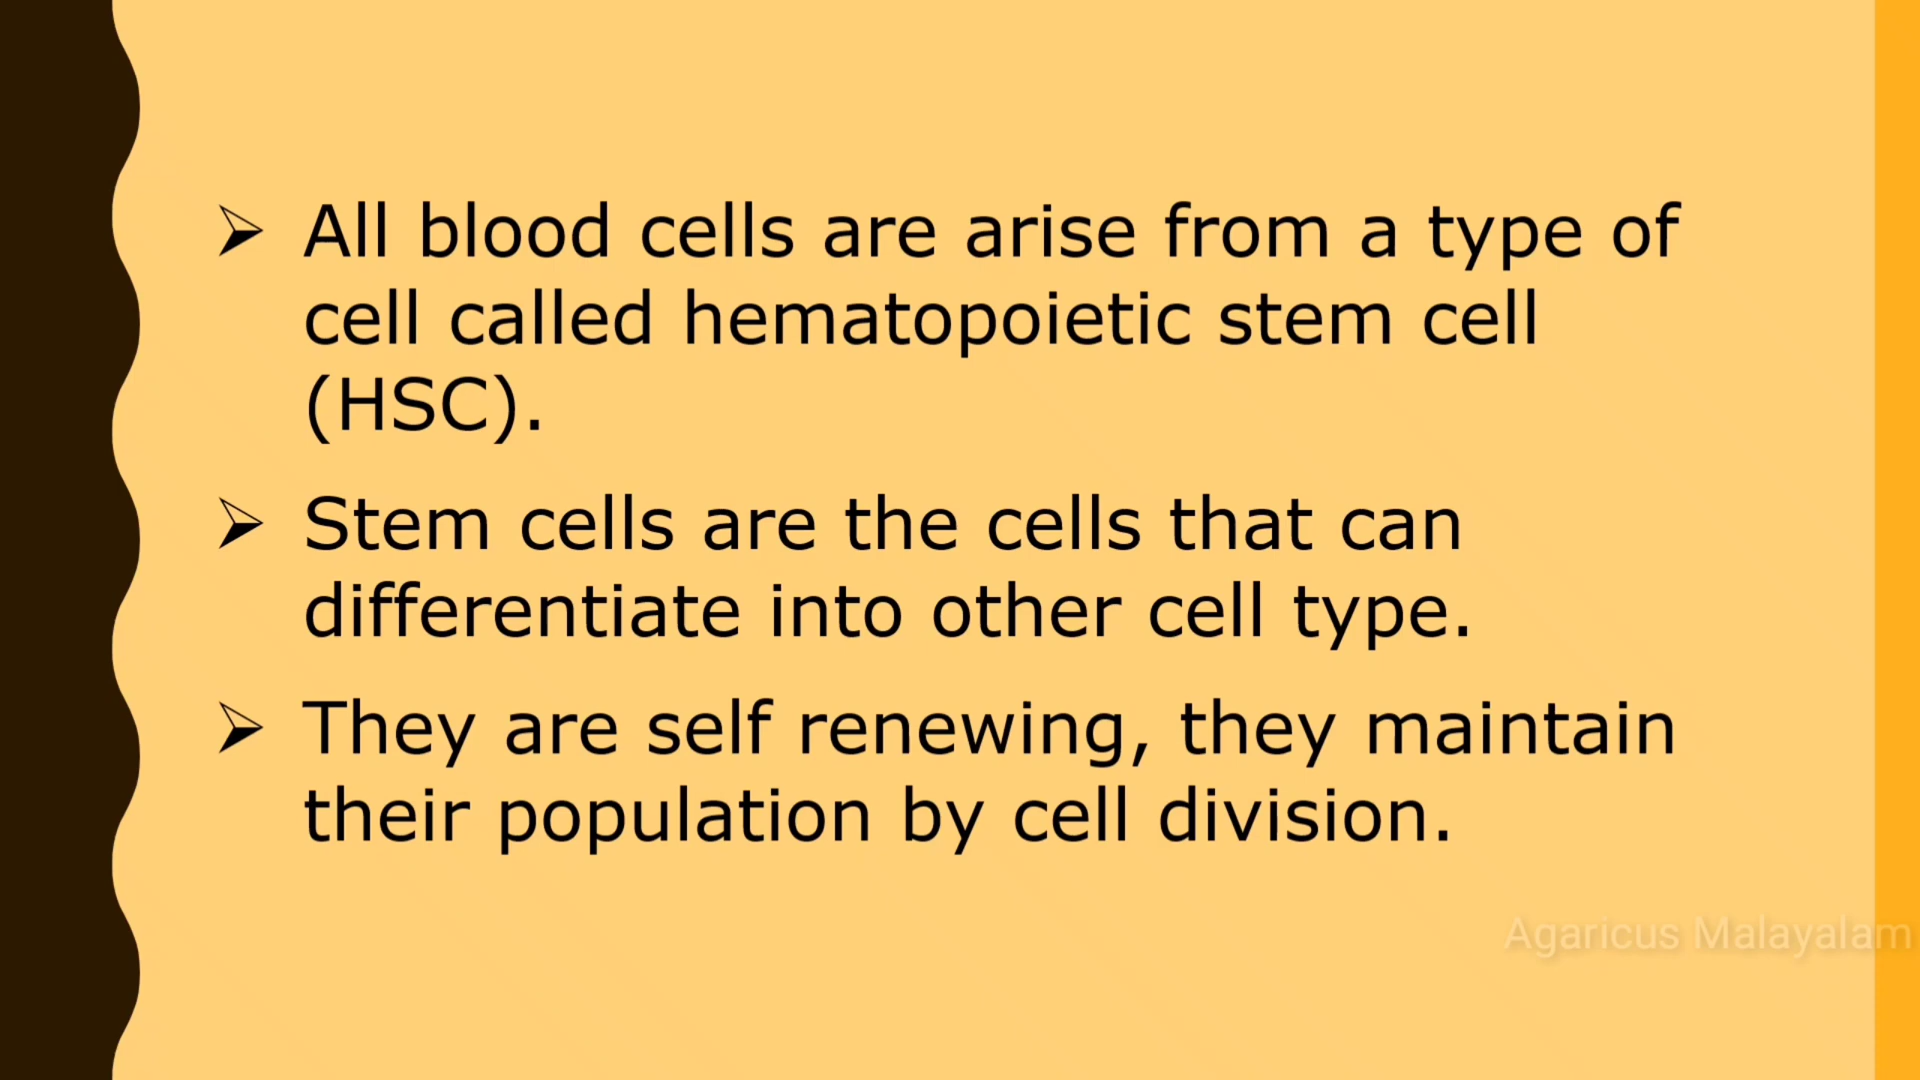 ➢ All blood cells are arise from a type of
cell called hematopoietic stem cell
(HSC).
➢ Stem cells are the cells that can
differentiate into other cell type.
➢ They are self renewing, they maintain
their population by cell division.
Agaricus Malayalam